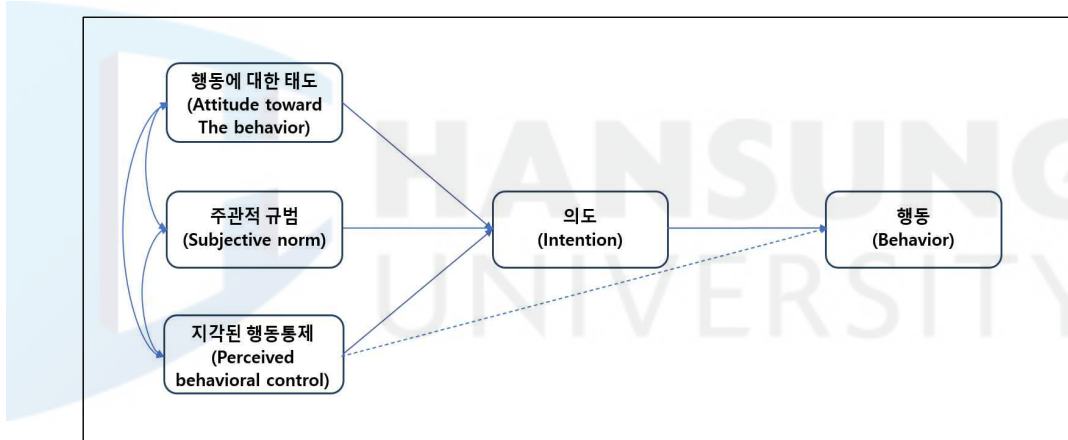 행동에 대한 태도
(Attitude toward
The behavior)
주관적 규범
(Subjective norm)
지각된 행동통제
(Perceived
behavioral control)
의도
(Intention)
행동
(Behavior)
HANSUNG
UNIVERSITY